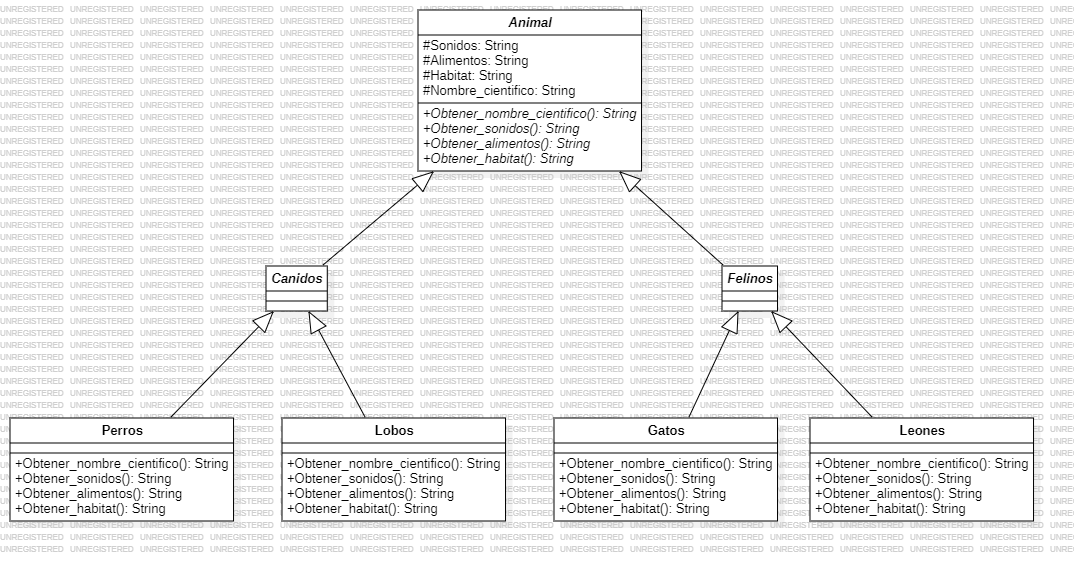 Animal
#Sonidos: String
#Alimentos: String
#Habitat: String
#Nombre_cientifico: String
+Obtener_nombre_cientifico(): String
+Obtener_sonidos(): String
+Obtener_alimentos(): String
+Obtener_habitat(): String
Canidos
Felinos
Perros
+Obtener_nombre_cientifico(): String
+Obtener_sonidos(): String
+Obtener_alimentos(): String
+Obtener_habitat(): String
Lobos
+Obtener_nombre_cientifico(): String
+Obtener_sonidos(): String
+Obtener_alimentos(): String
+Obtener_habitat(): String
Gatos
+Obtener_nombre_cientifico(): String
+Obtener_sonidos(): String
+Obtener_alimentos(): String
+Obtener_habitat(): String
Leones
+Obtener_nombre_cientifico(): String
+Obtener_sonidos(): String
+Obtener_alimentos(): String
+Obtener_habitat(): String
UNREGISTERED